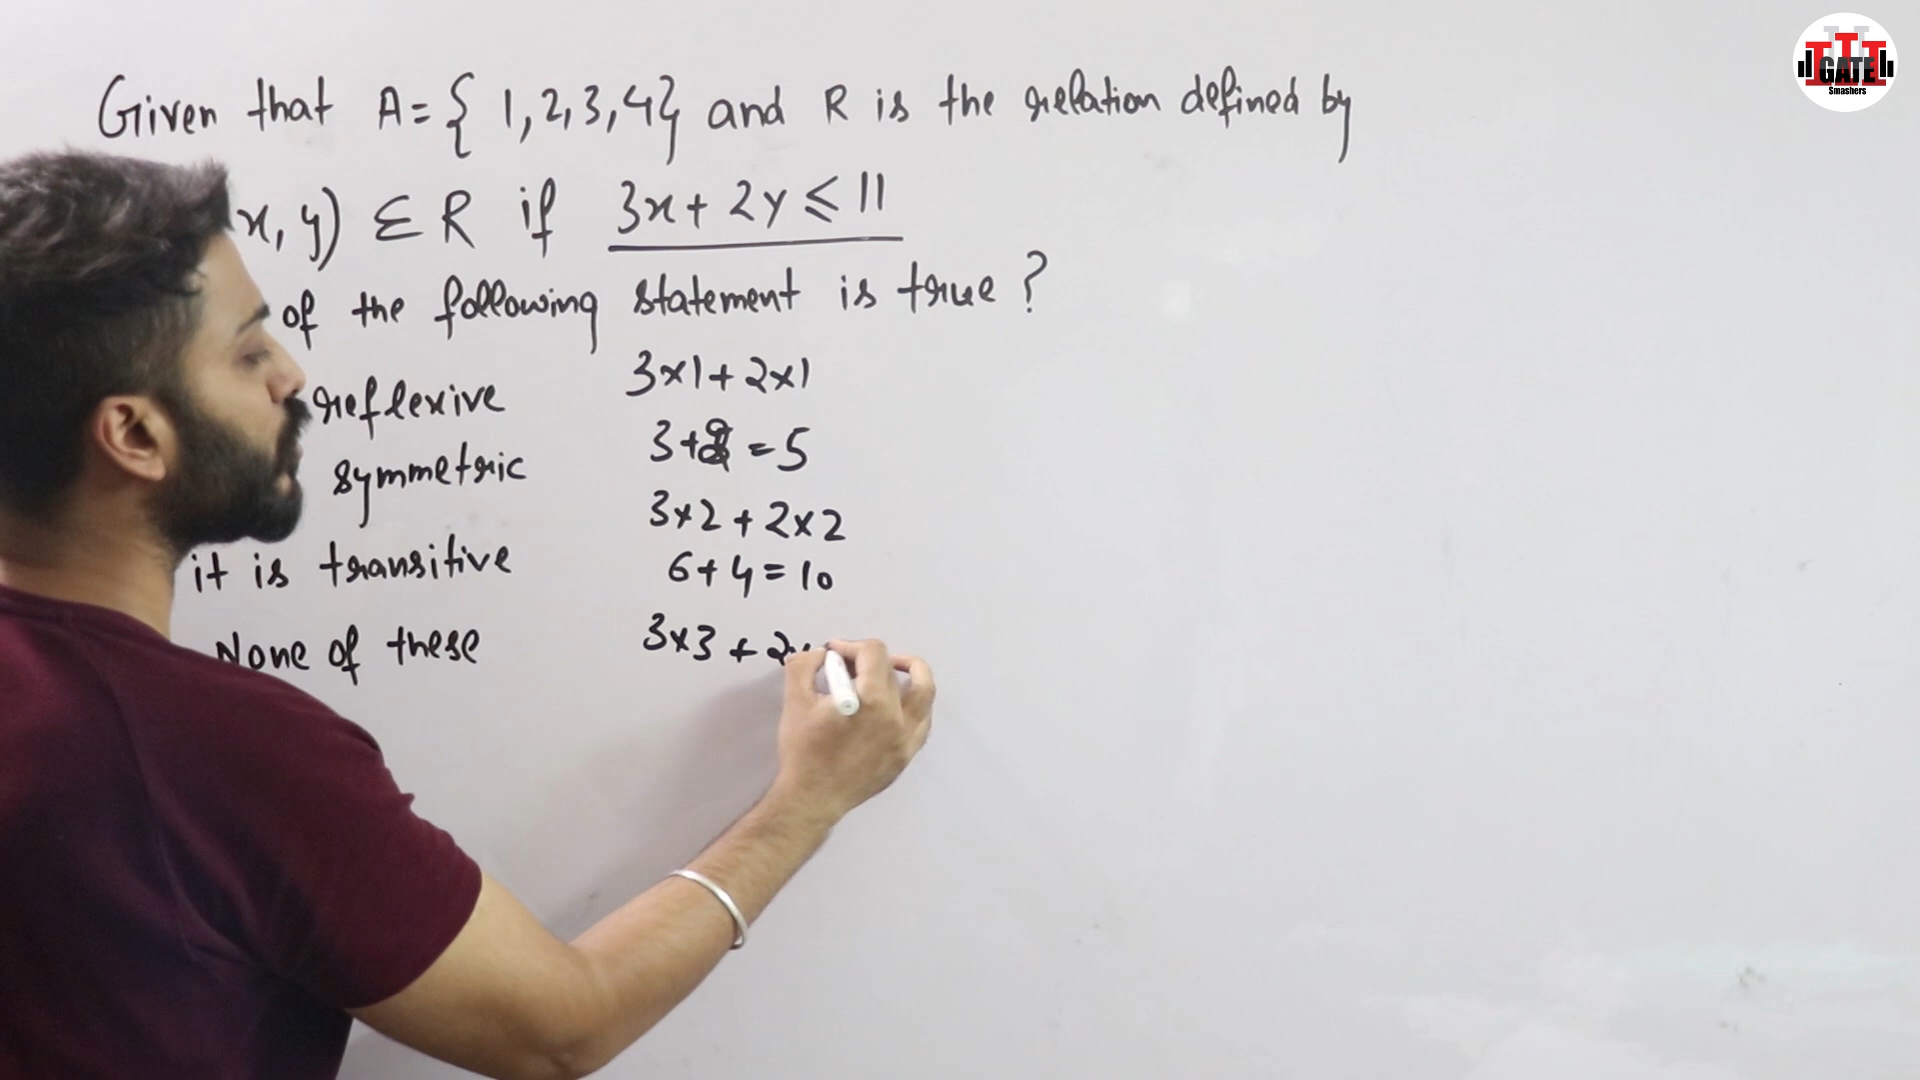 Given that A = { 1, 2, 3, 4} and R is the relation defined by
x, y) ∈ R if 3x + 2y ≤ 11
of the following statement is true ?
reflexive
symmetric
it is transitive
None of these
3×1 + 2×1
3+2 = 5
3×2 + 2×2
6+4 = 10
3×3 + 2×
GATE
Smashers